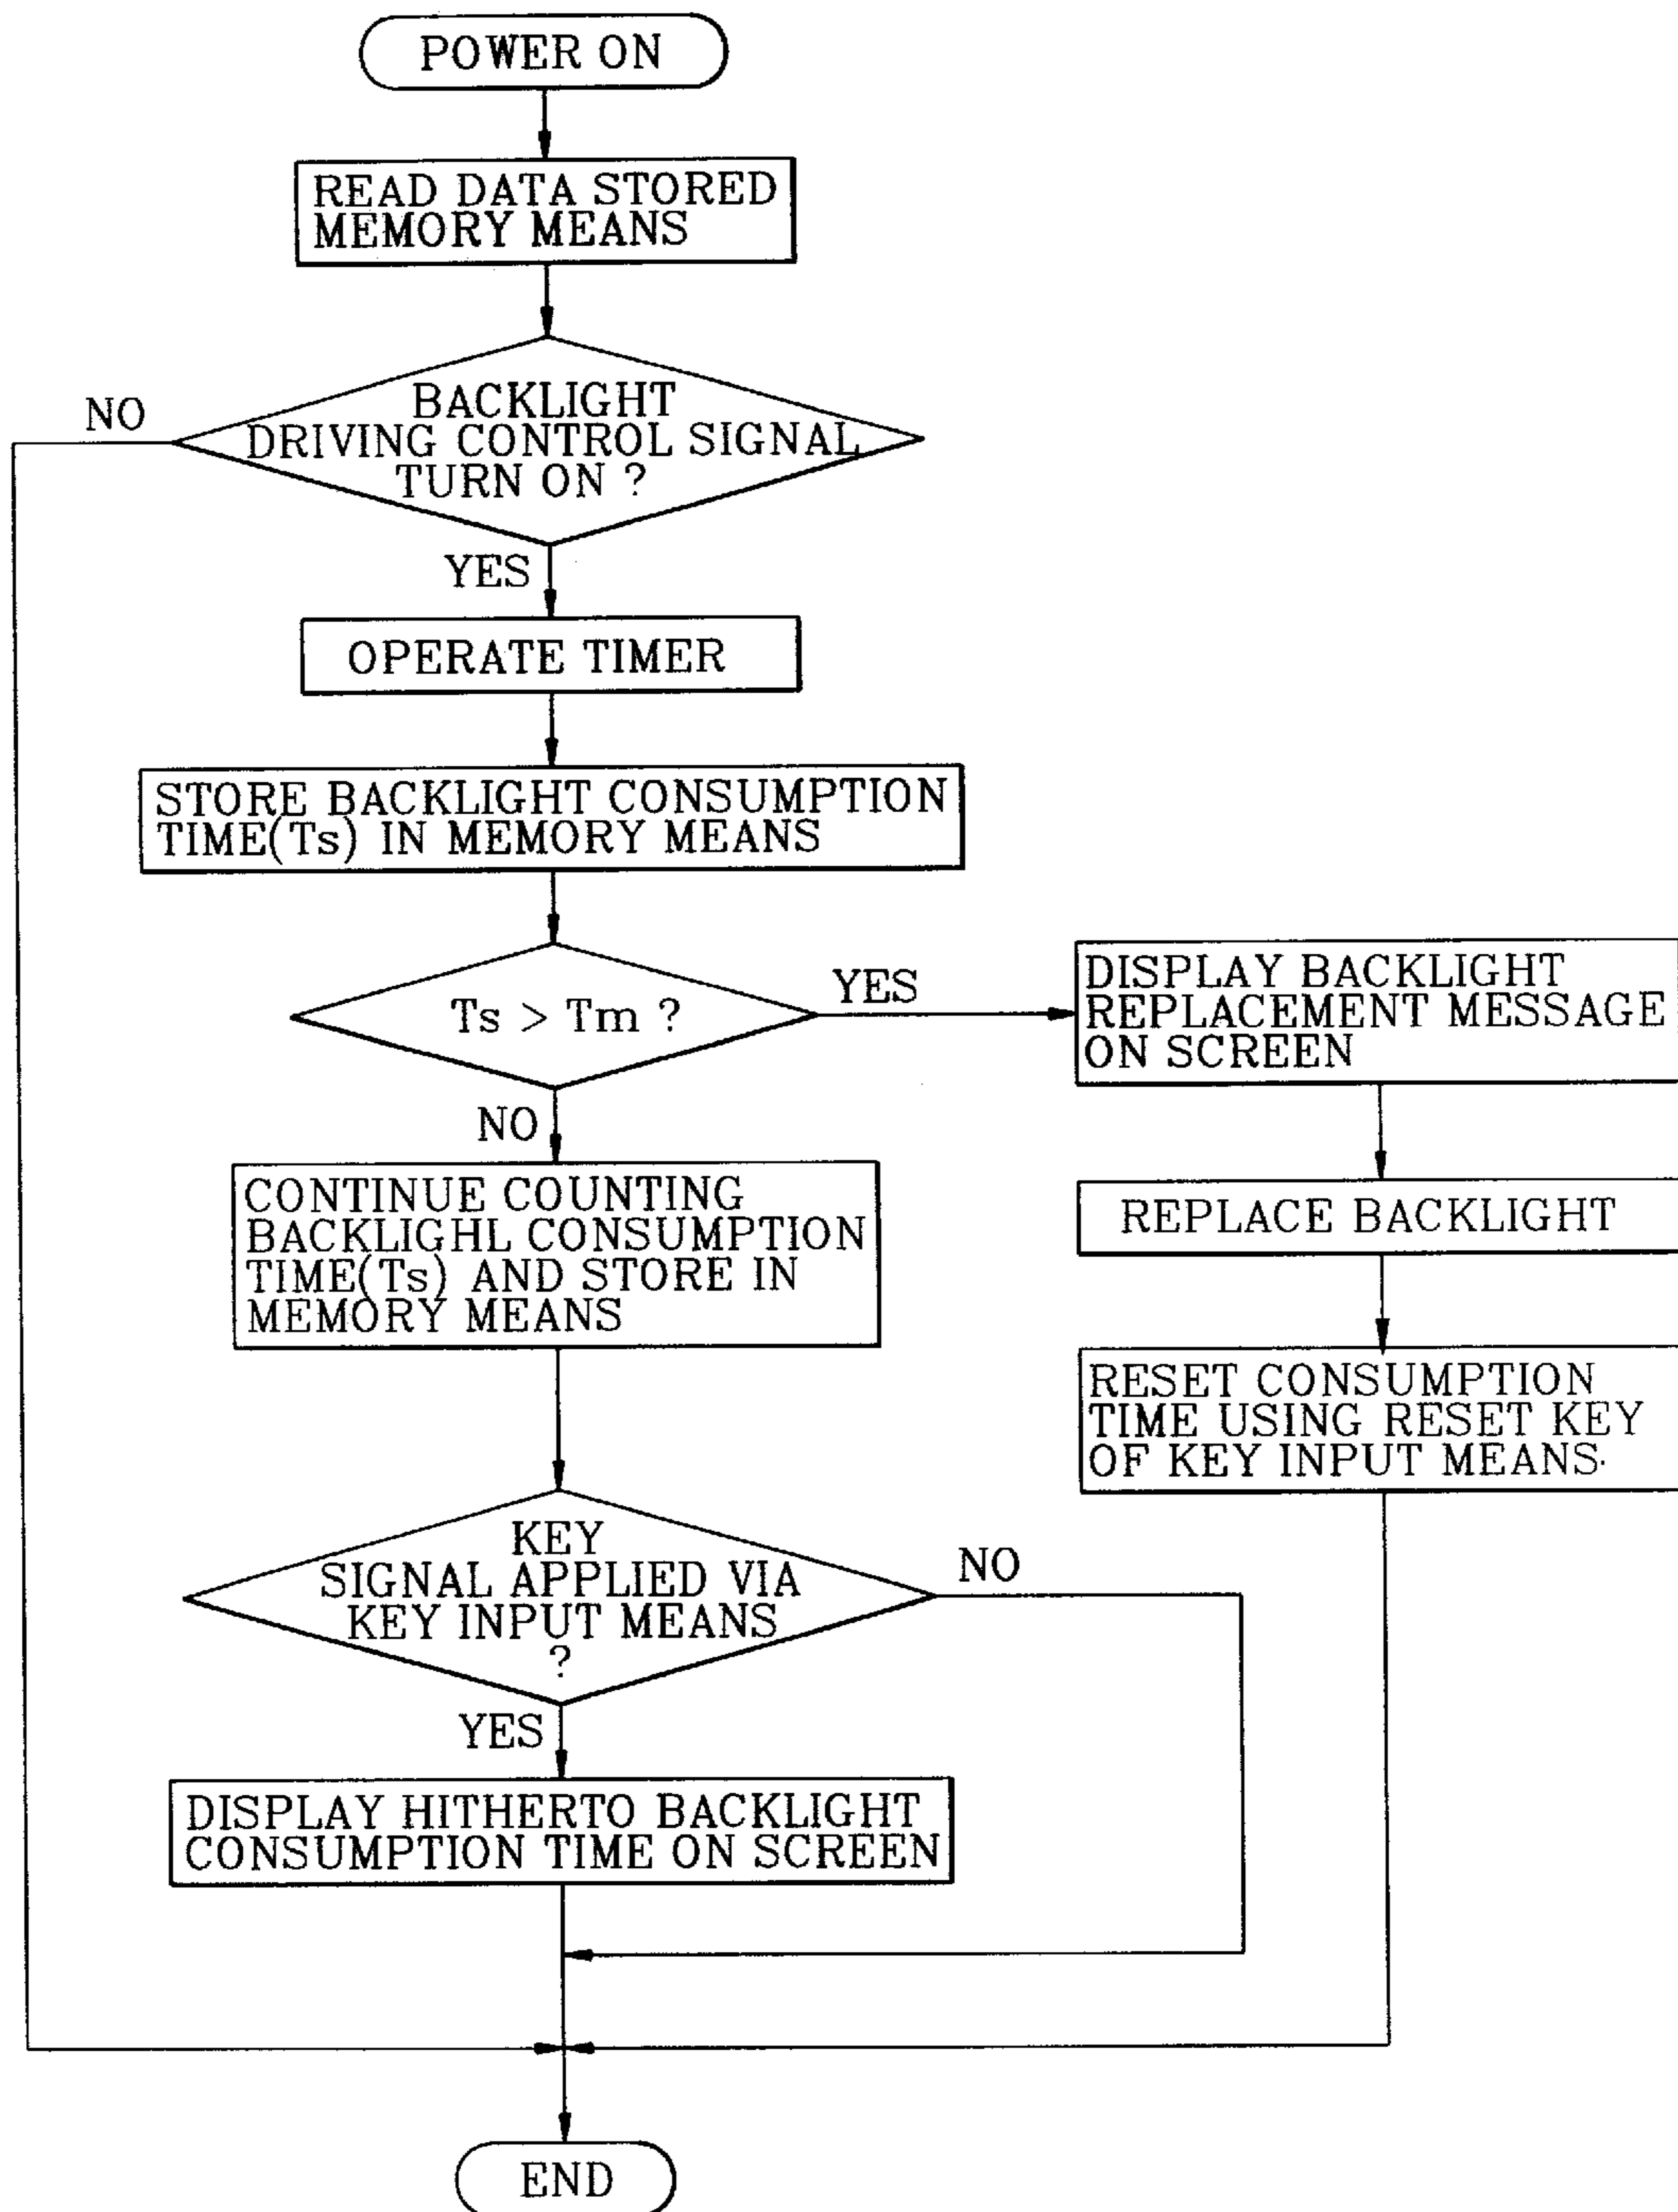 POWER ON
READ DATA STORED
MEMORY MEANS
BACKLIGHT
DRIVING CONTROL SIGNAL
TURN ON ?
NO
YES
OPERATE TIMER
STORE BACKLIGHT CONSUMPTION
TIME(Ts) IN MEMORY MEANS
Ts > Tm ?
YES
DISPLAY BACKLIGHT
REPLACEMENT MESSAGE
ON SCREEN
REPLACE BACKLIGHT
RESET CONSUMPTION
TIME USING RESET KEY
OF KEY INPUT MEANS.
NO
CONTINUE COUNTING
BACKLIGHL CONSUMPTION
TIME(Ts) AND STORE IN
MEMORY MEANS
KEY
SIGNAL APPLIED VIA
KEY INPUT MEANS
?
NO
YES
DISPLAY HITHERTO BACKLIGHT
CONSUMPTION TIME ON SCREEN
END